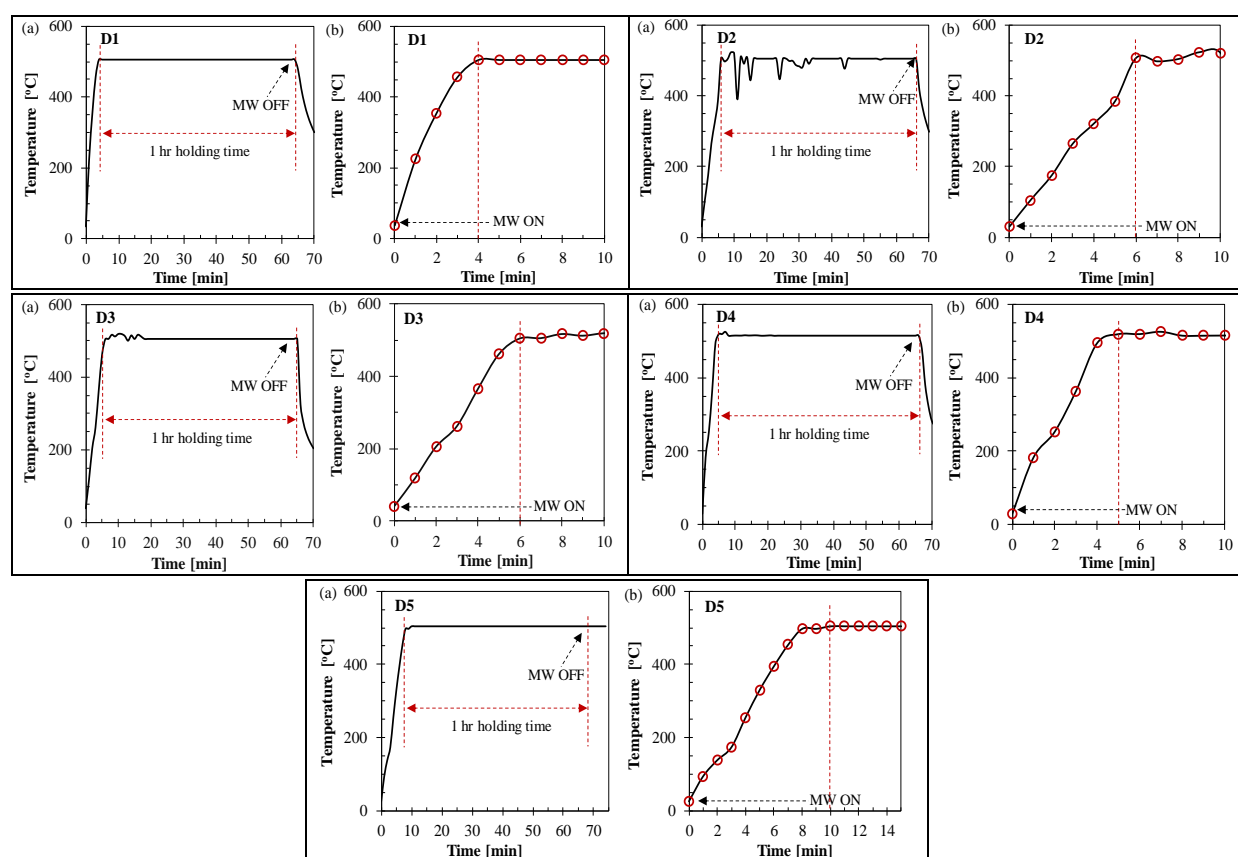 (a)
D1
600
400
200
0
Temperature [°C]
MW OFF
1 hr holding time
0 10 20 30 40 50 60 70
Time [min]
(b)
D1
600
400
200
0
Temperature [°C]
MW ON
0 2 4 6 8 10
Time [min]
(a)
D2
600
400
200
0
Temperature [°C]
MW OFF
1 hr holding time
0 10 20 30 40 50 60 70
Time [min]
(b)
D2
600
400
200
0
Temperature [°C]
MW ON
0 2 4 6 8 10
Time [min]
(a)
D3
600
400
200
0
Temperature [°C]
MW OFF
1 hr holding time
0 10 20 30 40 50 60 70
Time [min]
(b)
D3
600
400
200
0
Temperature [°C]
MW ON
0 2 4 6 8 10
Time [min]
(a)
D4
600
400
200
0
Temperature [°C]
MW OFF
1 hr holding time
0 10 20 30 40 50 60 70
Time [min]
(b)
D4
600
400
200
0
Temperature [°C]
MW ON
0 2 4 6 8 10
Time [min]
(a)
D5
600
400
200
0
Temperature [°C]
MW OFF
1 hr holding time
0 10 20 30 40 50 60 70
Time [min]
(b)
D5
600
400
200
0
Temperature [°C]
MW ON
0 2 4 6 8 10 12 14
Time [min]